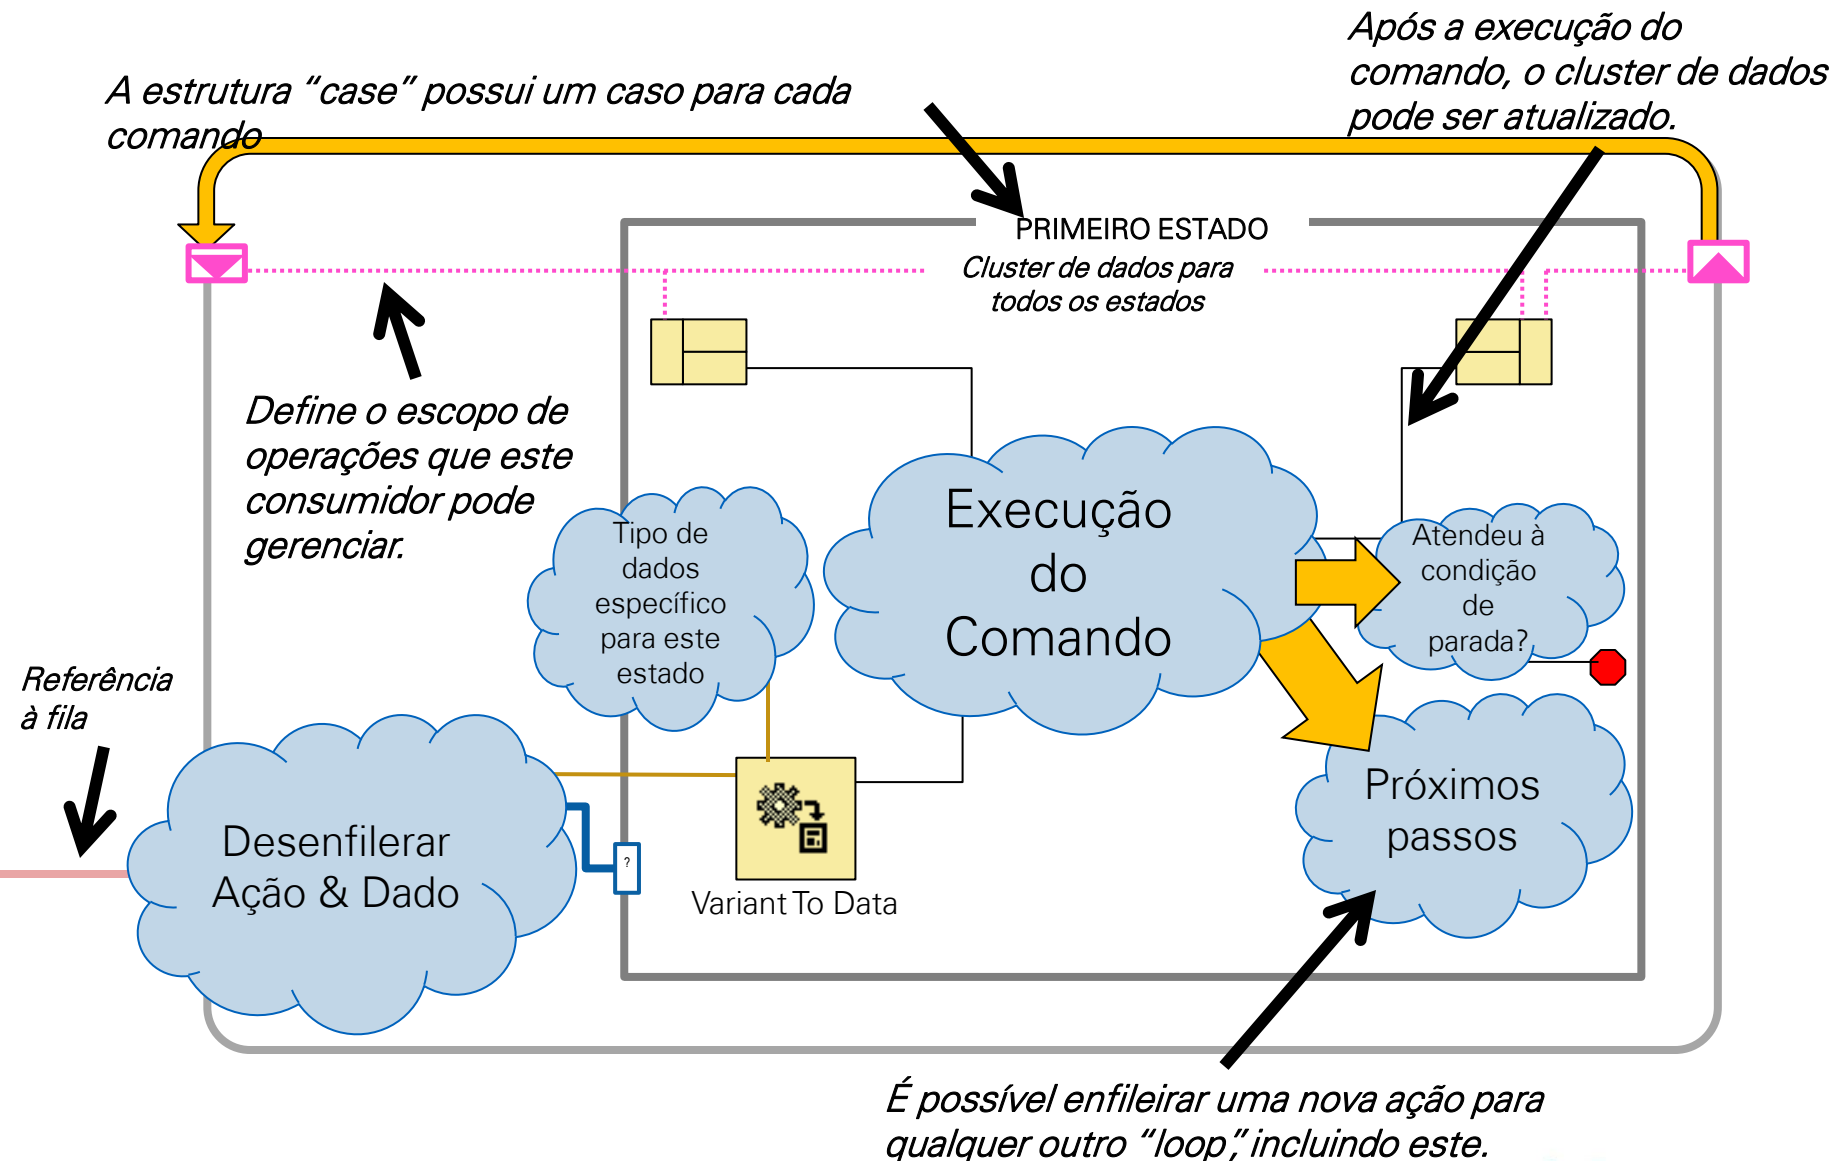 Após a execução do
comando, o cluster de dados
pode ser atualizado.
A estrutura “case” possui um caso para cada
comando
PRIMEIRO ESTADO
Cluster de dados para
todos os estados
Define o escopo de
operações que este
consumidor pode
gerenciar.
Tipo de
dados
específico
para este
estado
Execução
do
Comando
Atendeu à
condição
de
parada?
Referência
à fila
Desenfilerar
Ação & Dado
?
Variant To Data
Próximos
passos
É possível enfileirar uma nova ação para
qualquer outro “loop”, incluindo este.